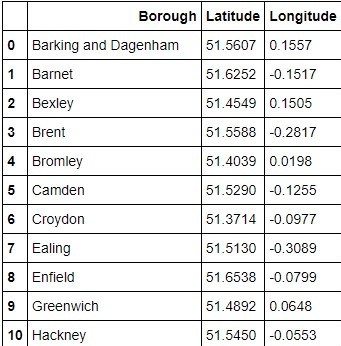 Borough Latitude Longitude
0 Barking and Dagenham 51.5607 0.1557
1 Barnet 51.6252 -0.1517
2 Bexley 51.4549 0.1505
3 Brent 51.5588 -0.2817
4 Bromley 51.4039 0.0198
5 Camden 51.5290 -0.1255
6 Croydon 51.3714 -0.0977
7 Ealing 51.5130 -0.3089
8 Enfield 51.6538 -0.0799
9 Greenwich 51.4892 0.0648
10 Hackney 51.5450 -0.0553